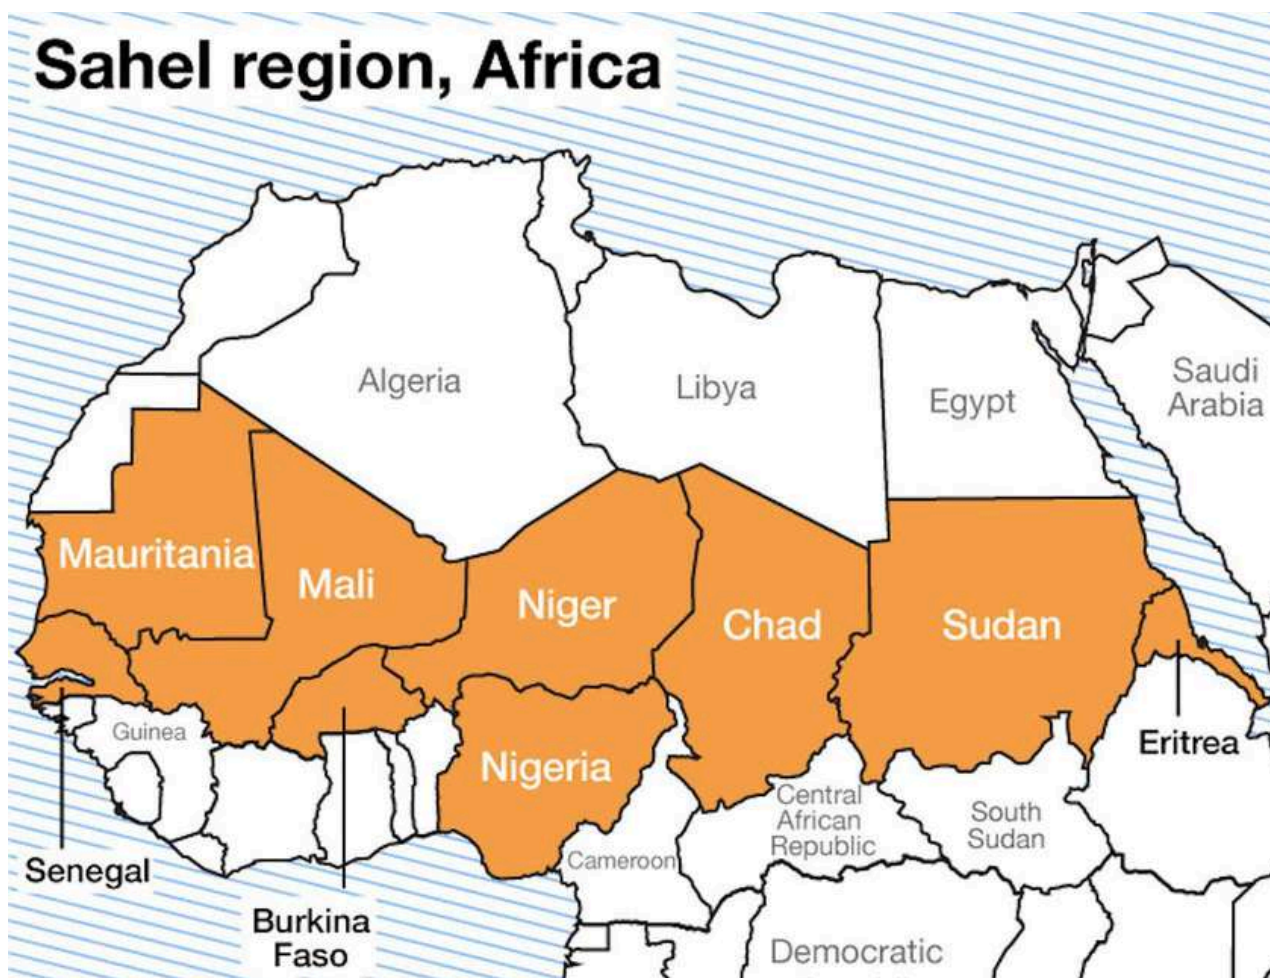 Sahel region, Africa
Algeria
Libya
Egypt
Saudi
Arabia
Mauritania
Mali
Niger
Chad
Sudan
Guinea
Nigeria
Eritrea
Central
African
Republic
South
Sudan
Cameroon
Senegal
Burkina
Faso
Democratic